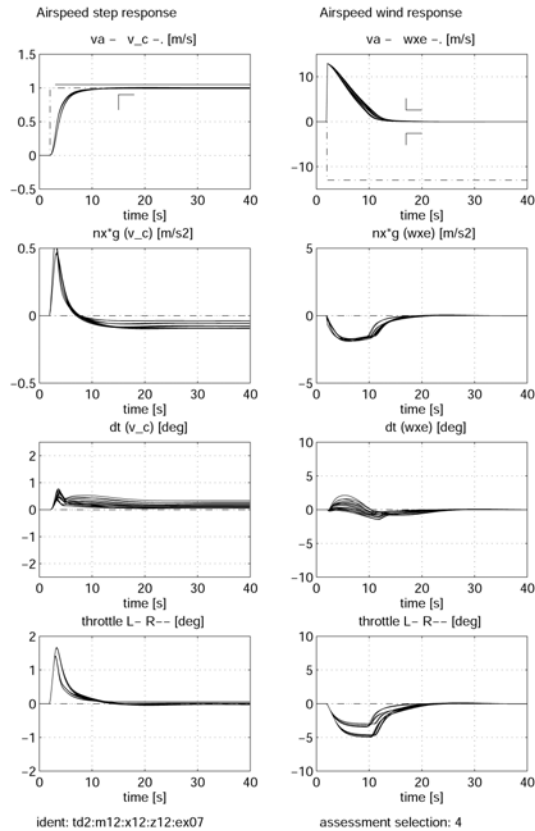 Airspeed step response
Airspeed wind response
va − v_c −. [m/s]
1.5
1
0.5
0
−0.5
0 10 20 30 40
time [s]
va − wxe −. [m/s]
10
0
−10
0 10 20 30 40
time [s]
nx*g (v_c) [m/s2]
0.5
0
−0.5
0 10 20 30 40
time [s]
nx*g (wxe) [m/s2]
5
0
−5
0 10 20 30 40
time [s]
dt (v_c) [deg]
2
1
0
−1
−2
0 10 20 30 40
time [s]
dt (wxe) [deg]
10
5
0
−5
−10
0 10 20 30 40
time [s]
throttle L− R−− [deg]
2
1
0
−1
−2
0 10 20 30 40
time [s]
throttle L− R−− [deg]
10
5
0
−5
−10
0 10 20 30 40
time [s]
ident: td2:m12:x12:z12:ex07
assessment selection: 4